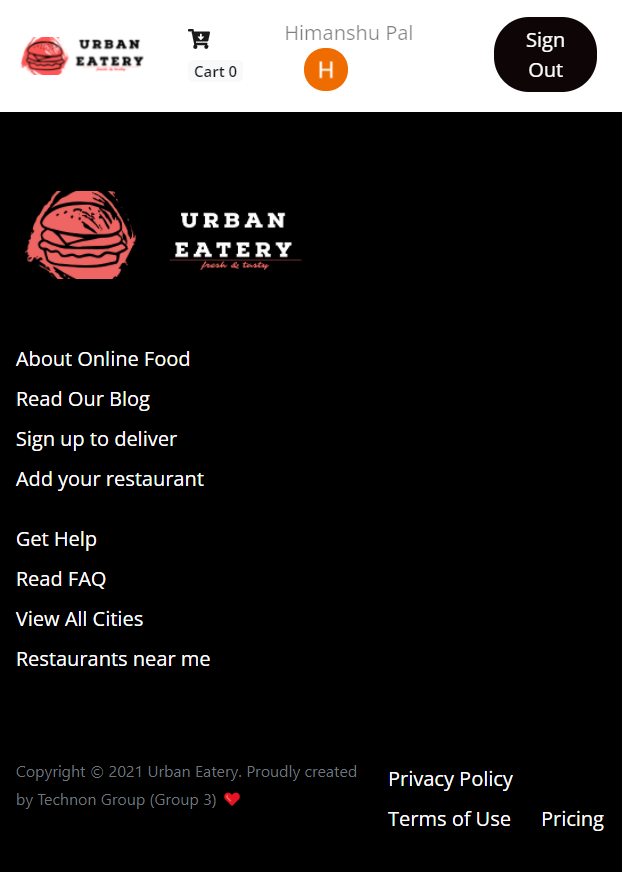 URBAN
EATERY
fresh & tasty
Cart 0
Himanshu Pal
H
Sign
Out
URBAN
EATERY
fresh & tasty
About Online Food
Read Our Blog
Sign up to deliver
Add your restaurant
Get Help
Read FAQ
View All Cities
Restaurants near me
Copyright © 2021 Urban Eatery. Proudly created
by Technon Group (Group 3)
Privacy Policy
Terms of Use Pricing